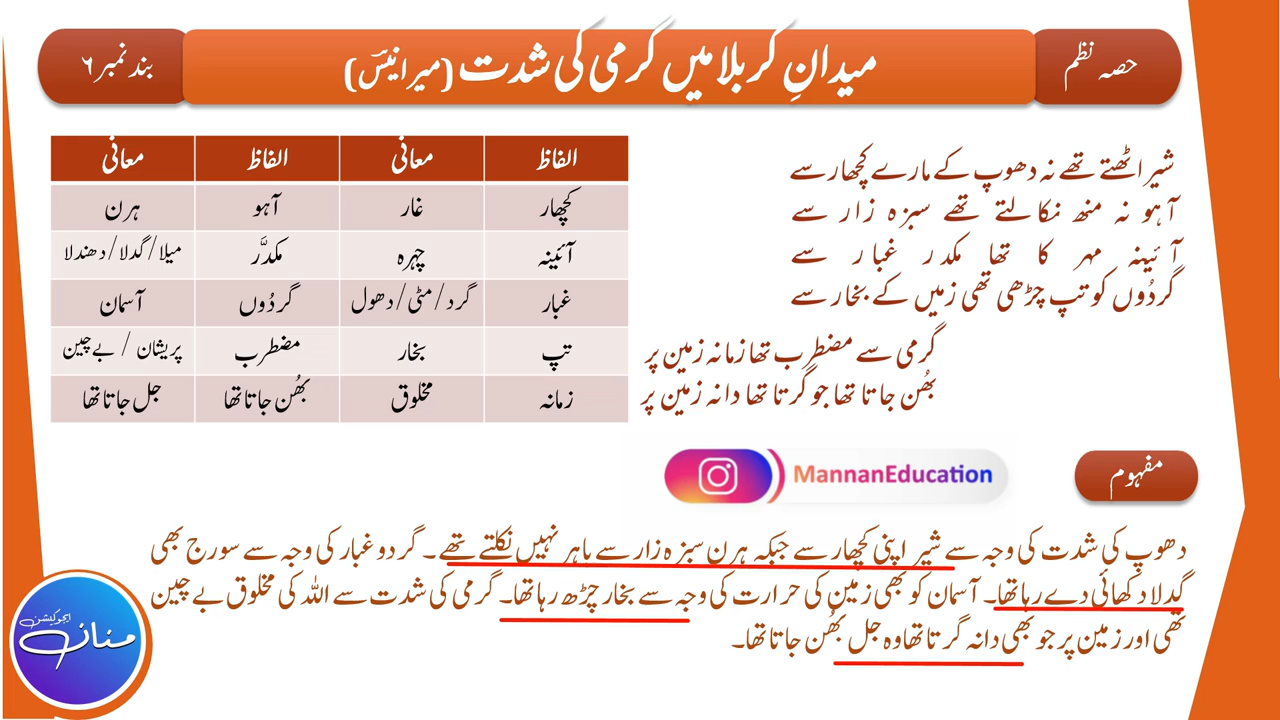 حصہ نظم
میدانِ کربلا میں گرمی کی شدت (میر انیسؔ)
بند نمبر ۶
شیر اٹھتے تھے نہ دھوپ کے مارے کچھار سے
آہو نہ منھ نکالتے تھے سبزہ زار سے
آئینہ مہر کا تھا مکدر غبار سے
گردُوں کو تپ چڑھی تھی زمیں کے بخار سے
گرمی سے مضطرب تھا زمانہ زمین پر
بھُن جاتا تھا جو گرتا تھا دانہ زمین پر
الفاظ معانی الفاظ معانی
کچھار غار آہو ہرن
آئینہ چہرہ مکدَّر میلا/گدلا/دھندلا
غبار گرد/مٹی/دھول گردُوں آسمان
تپ بخار مضطرب پریشان / بے چین
زمانہ مخلوق بھُن جاتا تھا جل جاتا تھا
MannanEducation
مفہوم
دھوپ کی شدت کی وجہ سے شیر اپنی کچھار سے جبکہ ہرن سبزہ زار سے باہر نہیں نکلتے تھے۔ گرد و غبار کی وجہ سے سورج بھی
گدلا دکھائی دے رہا تھا۔ آسمان کو بھی زمین کی حرارت کی وجہ سے بخار چڑھ رہا تھا۔ گرمی کی شدت سے اللہ کی مخلوق بے چین
تھی اور زمین پر جو بھی دانہ گرتا تھا وہ جل بھُن جاتا تھا۔
ایجوکیشن
منان